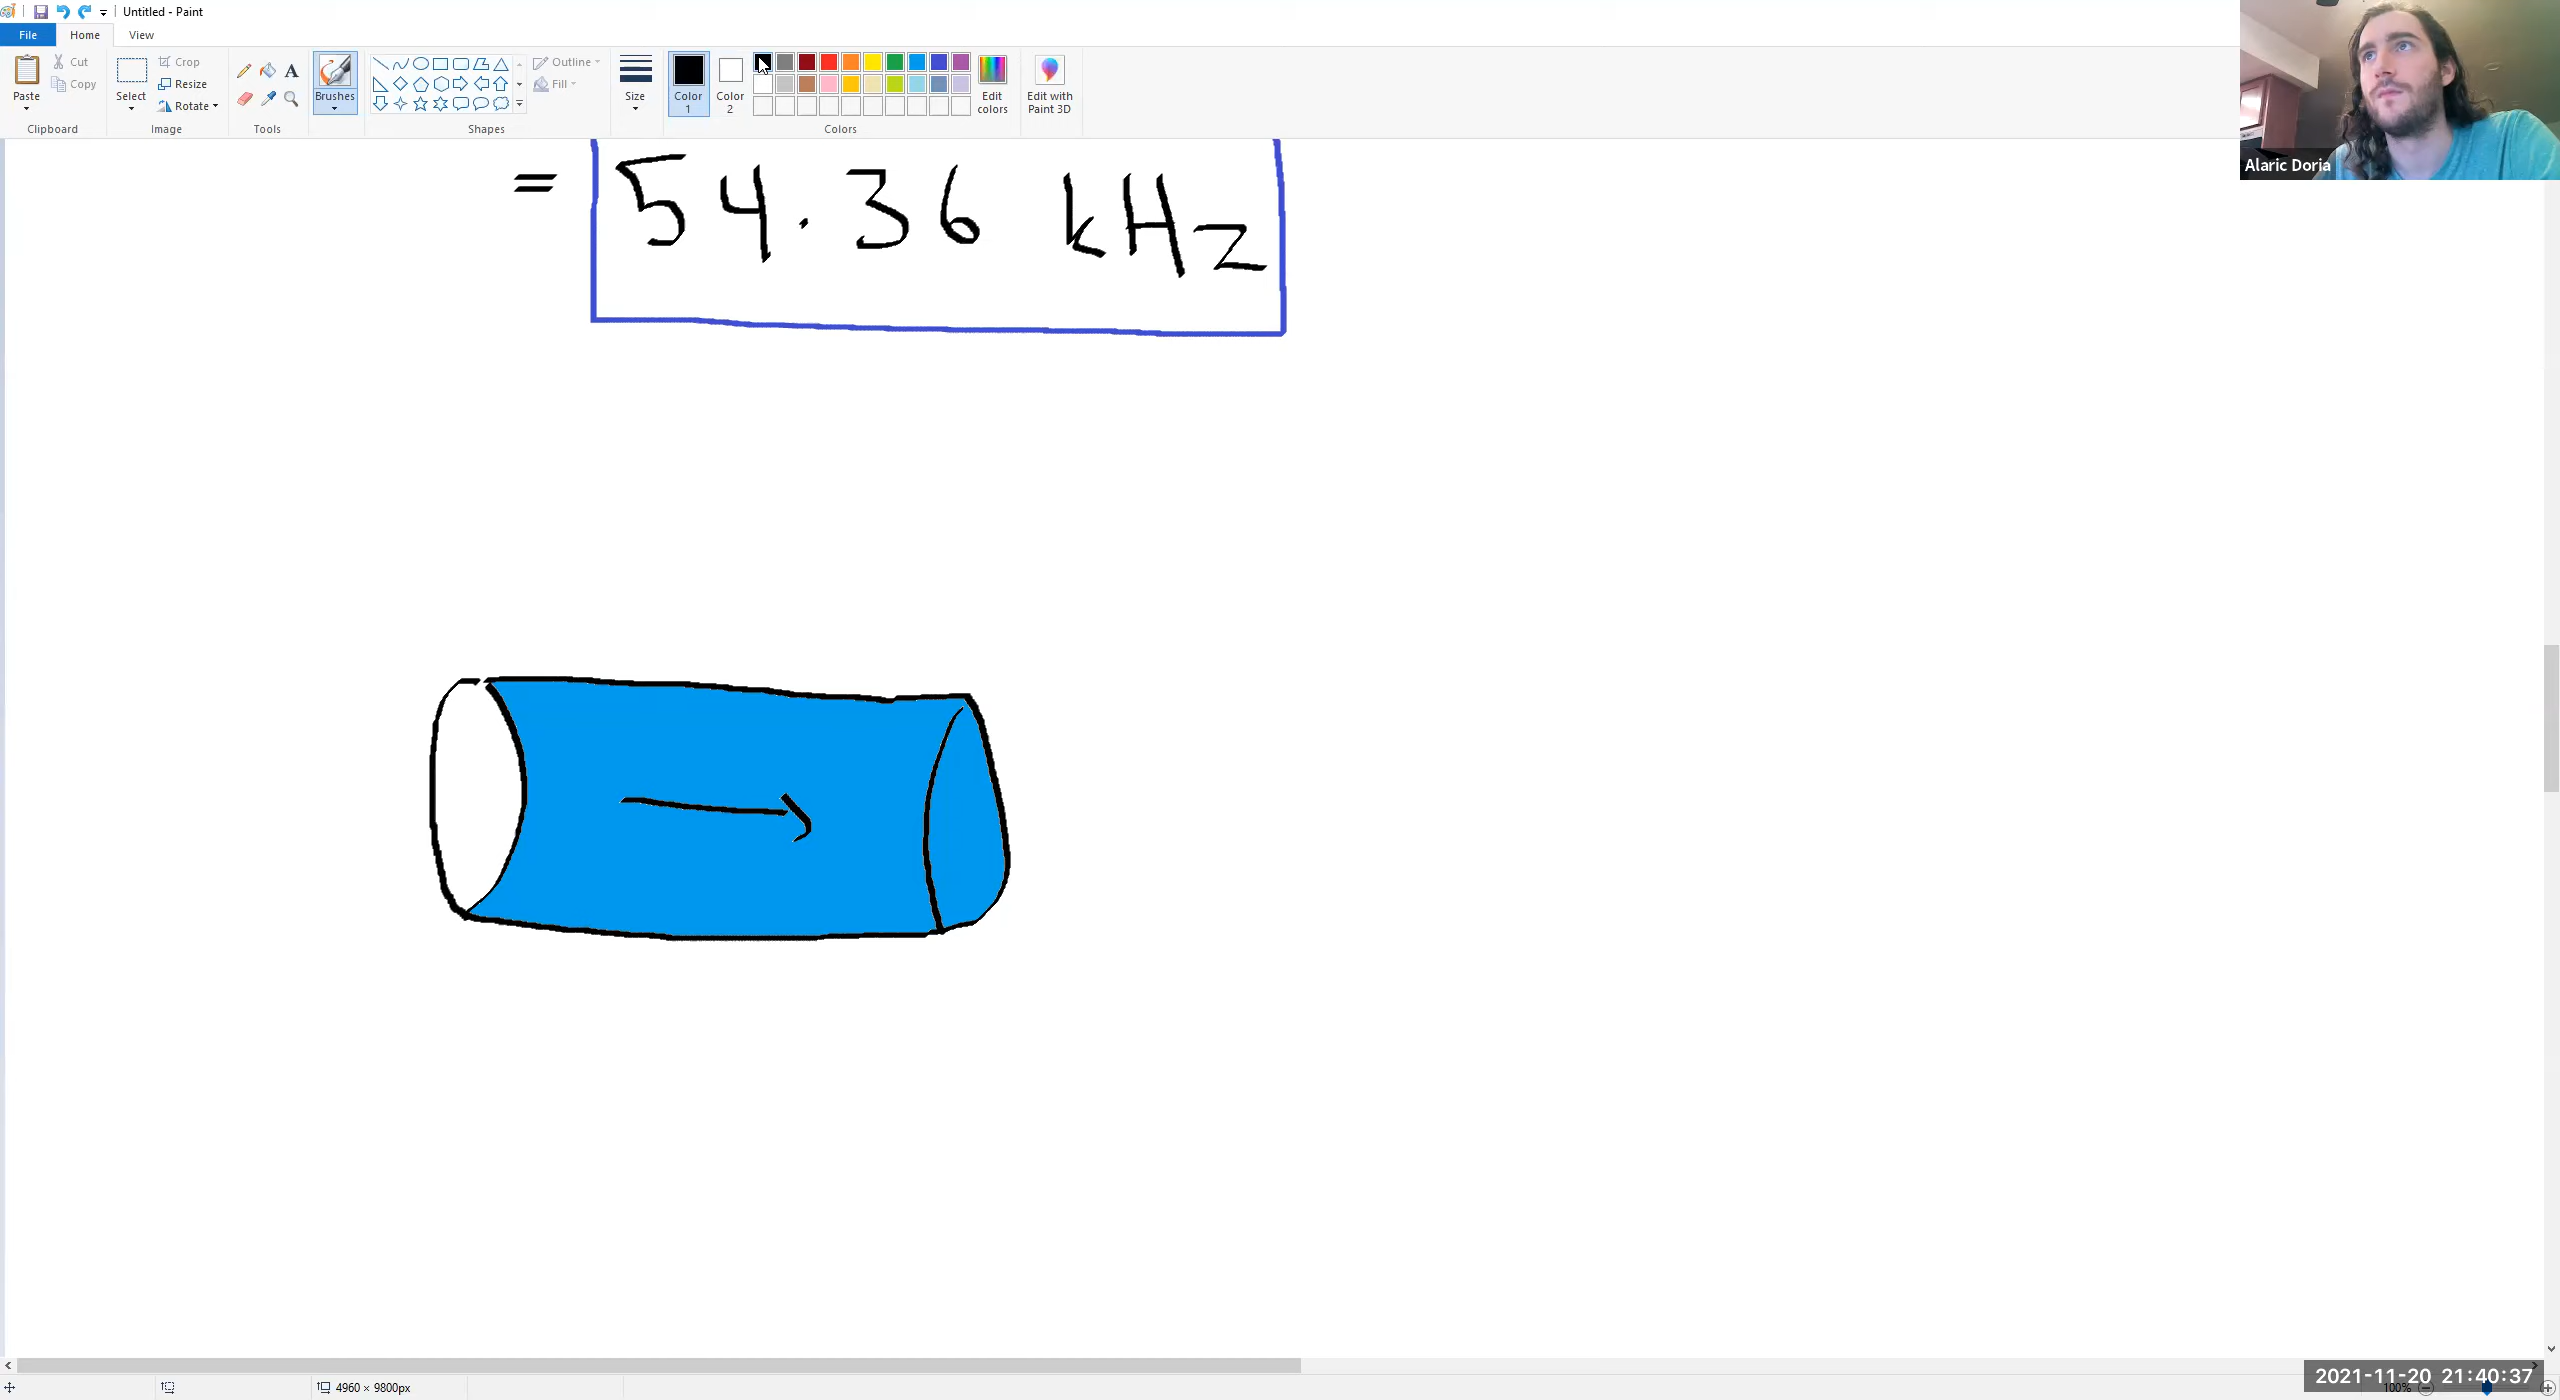 Untitled - Paint
File Home View
Paste
Cut
Copy
Clipboard
Select
Crop
Resize
Rotate
Image
A
Tools
Brushes
Outline
Fill
Shapes
Size
Color 1
Color 2
Edit colors
Colors
Edit with Paint 3D
Alaric Doria
= 54.36 kHz
4960 × 9800px
100%
2021-11-20 21:40:37